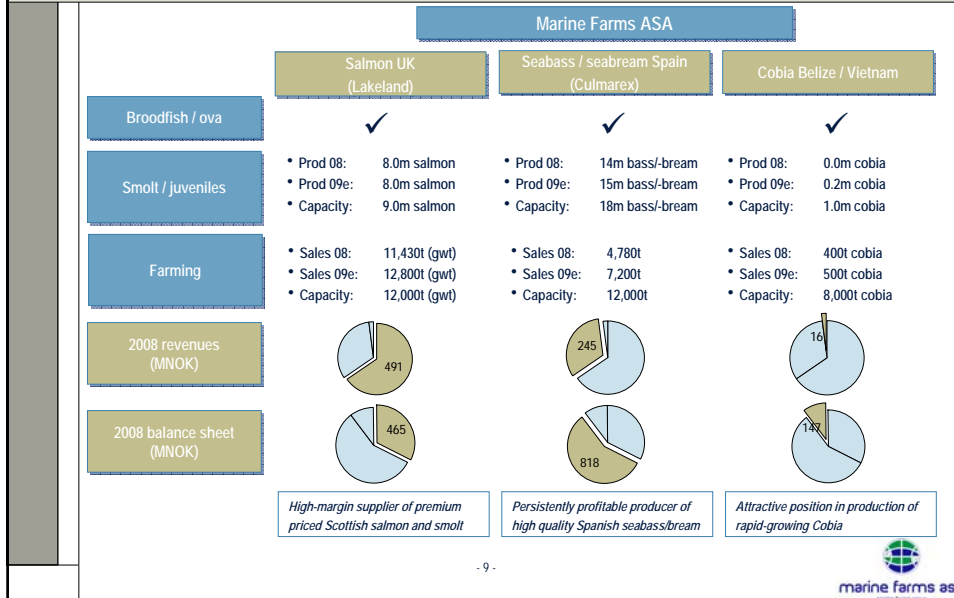 Marine Farms ASA
Salmon UK
(Lakeland)
Seabass / seabream Spain
(Culmarex)
Cobia Belize / Vietnam
Broodfish / ova
✓ ✓ ✓
Smolt / juveniles
• Prod 08: 8.0m salmon
• Prod 09e: 8.0m salmon
• Capacity: 9.0m salmon
• Prod 08: 14m bass/-bream
• Prod 09e: 15m bass/-bream
• Capacity: 18m bass/-bream
• Prod 08: 0.0m cobia
• Prod 09e: 0.2m cobia
• Capacity: 1.0m cobia
Farming
• Sales 08: 11,430t (gwt)
• Sales 09e: 12,800t (gwt)
• Capacity: 12,000t (gwt)
• Sales 08: 4,780t
• Sales 09e: 7,200t
• Capacity: 12,000t
• Sales 08: 400t cobia
• Sales 09e: 500t cobia
• Capacity: 8,000t cobia
2008 revenues
(MNOK)
491
245
16
2008 balance sheet
(MNOK)
465
818
147
High-margin supplier of premium
priced Scottish salmon and smolt
Persistently profitable producer of
high quality Spanish seabass/bream
Attractive position in production of
rapid-growing Cobia
- 9 -
marine farms as